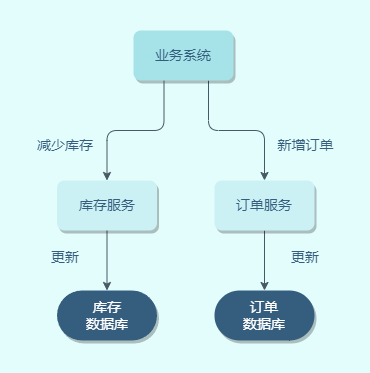 业务系统
减少库存
新增订单
库存服务
订单服务
更新
更新
库存
数据库
订单
数据库